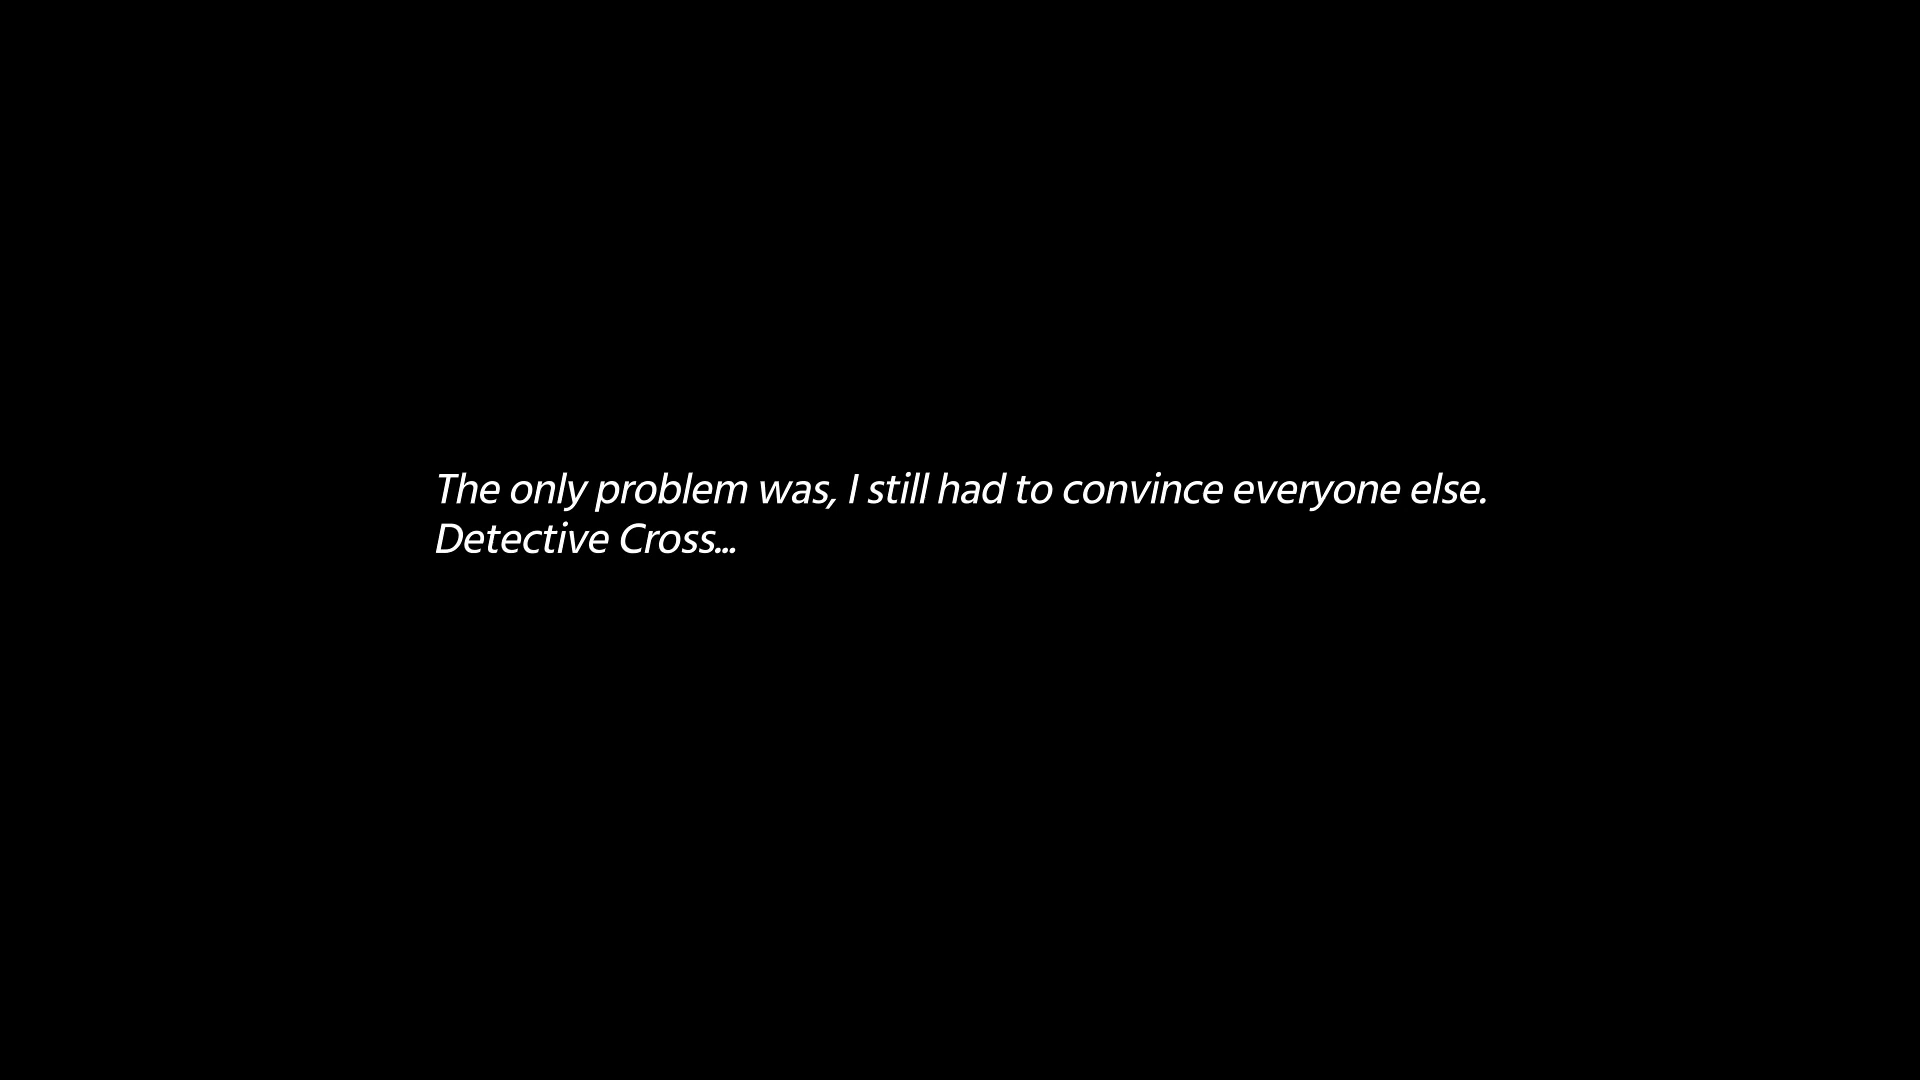 The only problem was, I still had to convince everyone else.
Detective Cross...